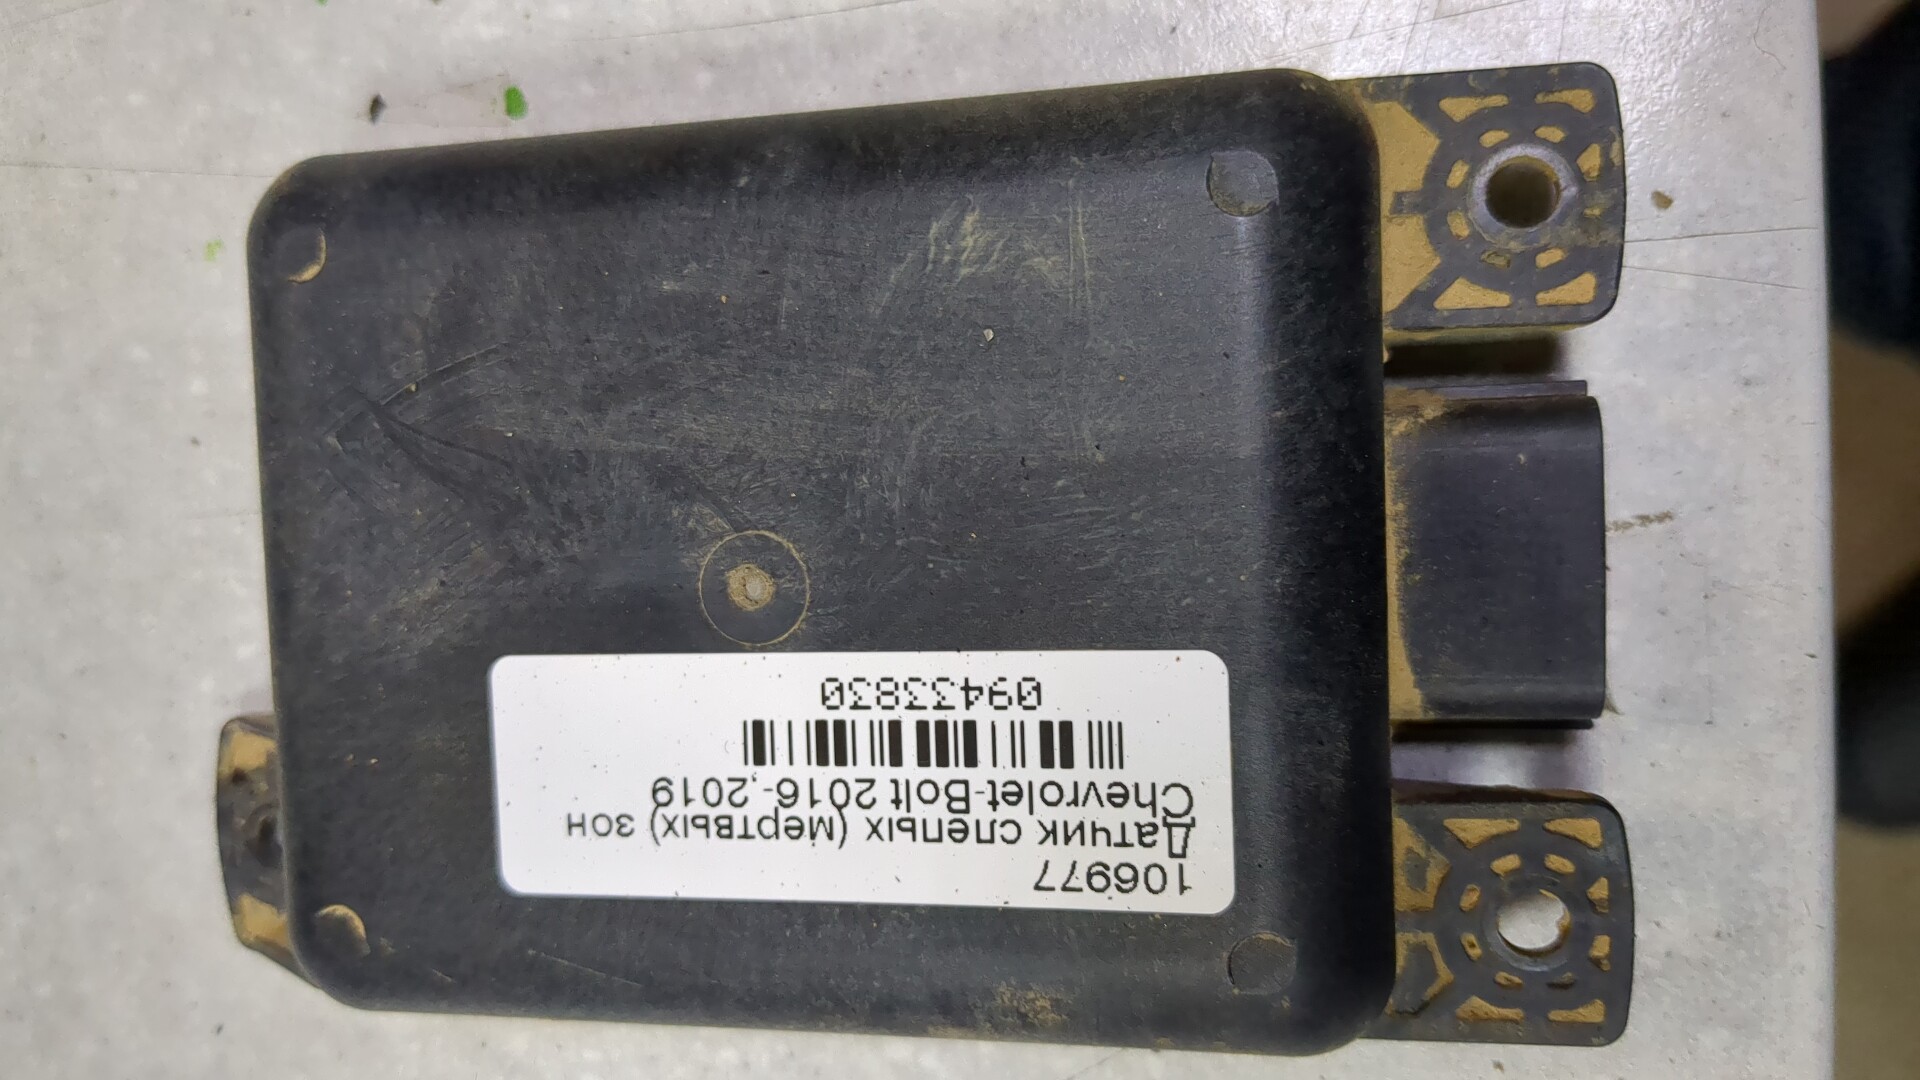 106977
Датчик слепых (мертвых) зон
Chevrolet-Bolt 2016-.2019
09433830